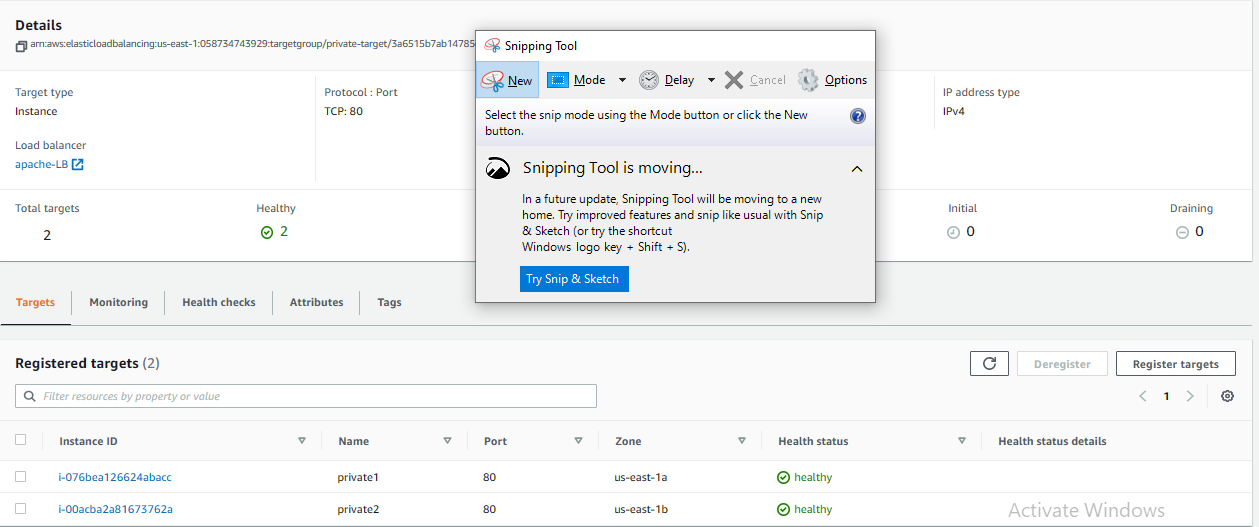 Details
arn:aws:elasticloadbalancing:us-east-1:058734743929:targetgroup/private-target/3a6515b7ab14785
Target type
Instance
Protocol : Port
TCP: 80
IP address type
IPv4
Load balancer
apache-LB
Total targets
2
Healthy
2
Initial
0
Draining
0
Snipping Tool
New Mode Delay Cancel Options
Select the snip mode using the Mode button or click the New
button.
Snipping Tool is moving...
In a future update, Snipping Tool will be moving to a new
home. Try improved features and snip like usual with Snip
& Sketch (or try the shortcut
Windows logo key + Shift + S).
Try Snip & Sketch
Targets Monitoring Health checks Attributes Tags
Registered targets (2)
Deregister Register targets
Filter resources by property or value
1
Instance ID Name Port Zone Health status Health status details
i-076bea126624abacc private1 80 us-east-1a healthy
i-00acba2a81673762a private2 80 us-east-1b healthy
Activate Windows